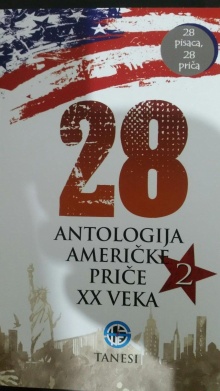 28
pisaca,
28
priča
28
ANTOLOGIJA
AMERIČKE
PRIČE 2
XX VEKA
TANESI